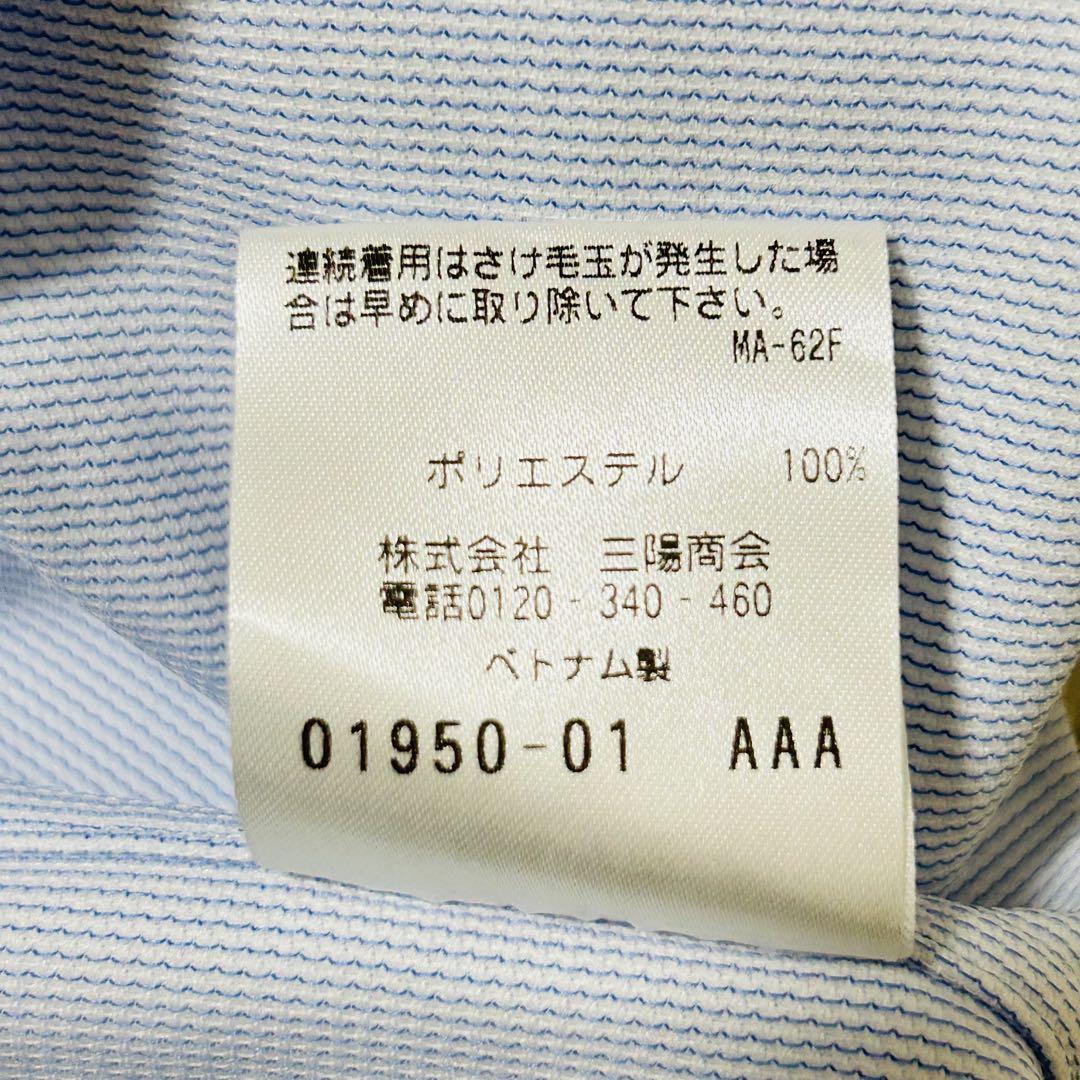 連続着用はさけ毛玉が発生した場
合は早めに取り除いて下さい。
MA-62F
ポリエステル 100%
株式会社 三陽商会
電話0120-340-460
ベトナム製
01950-01 AAA